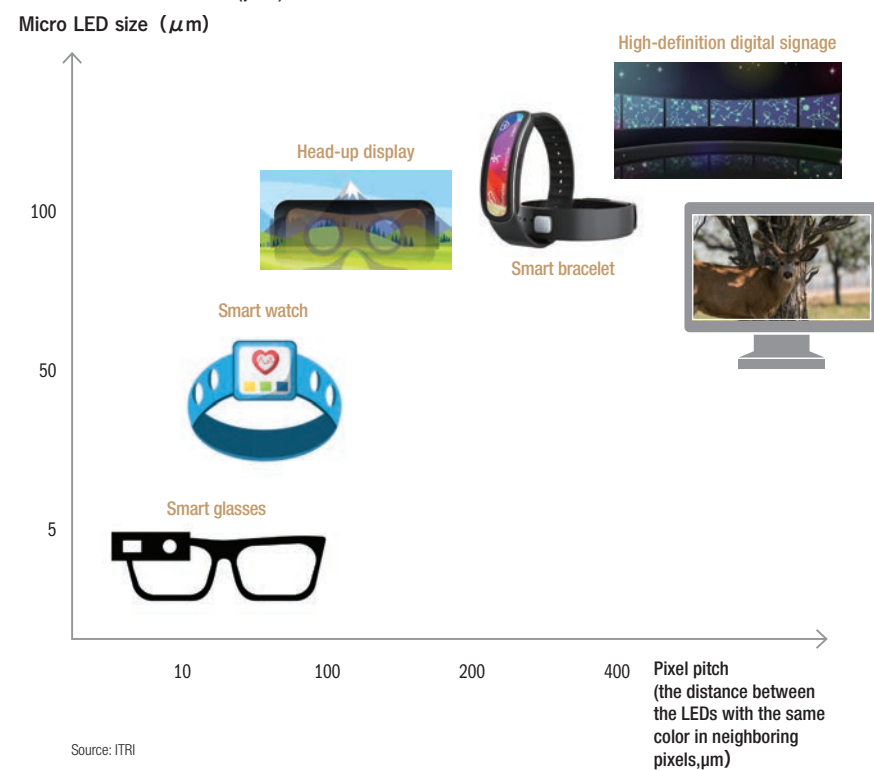 Micro LED size（μm）
High-definition digital signage
Head-up display
100
Smart bracelet
Smart watch
50
Smart glasses
5
10
100
200
400
Pixel pitch
(the distance between
the LEDs with the same
color in neighboring
pixels,μm）
Source: ITRI